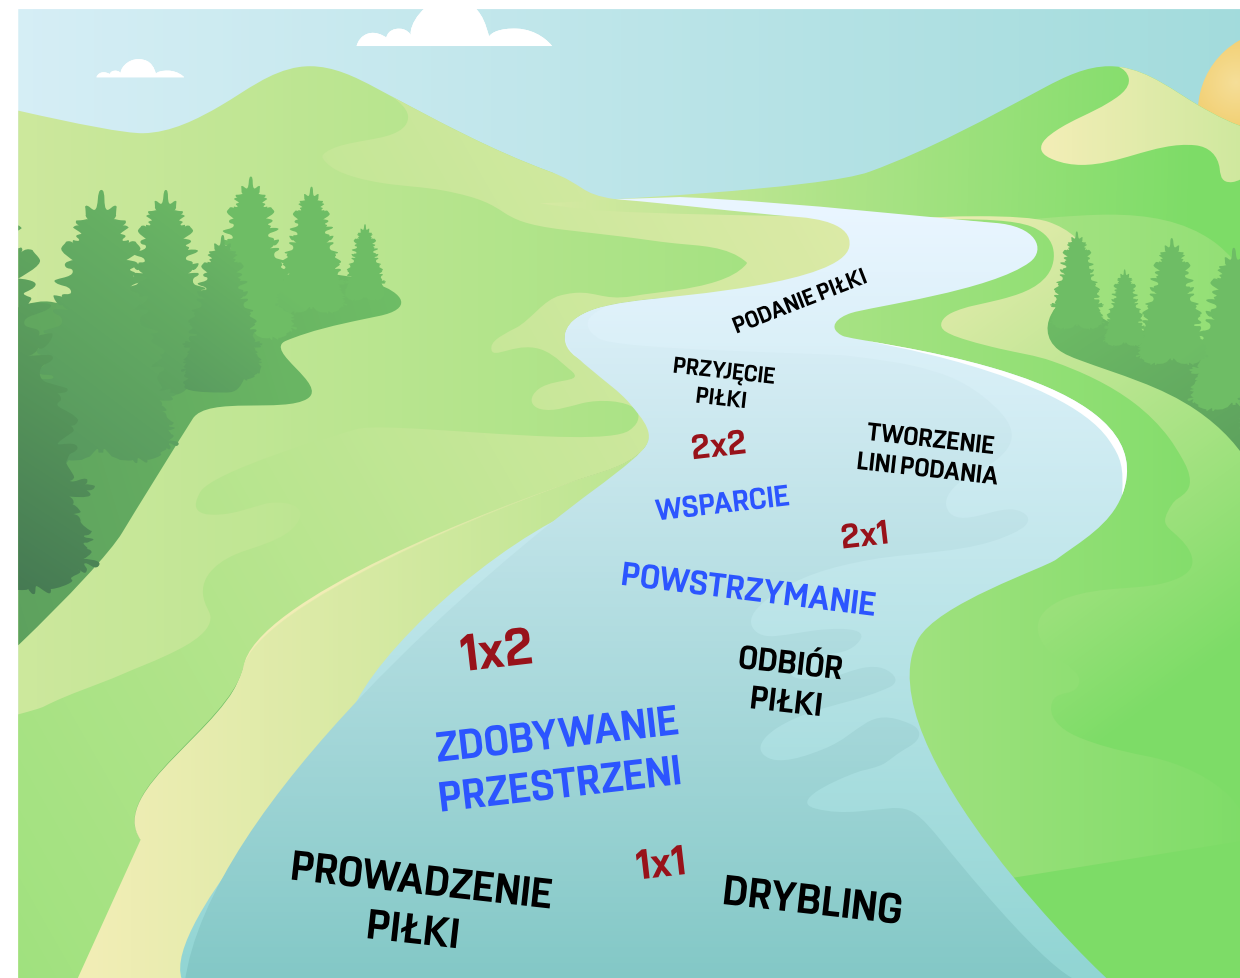 PODANIE PIŁKI
PRZYJĘCIE
PIŁKI
2x2
TWORZENIE
LINI PODANIA
WSPARCIE
2x1
POWSTRZYMANIE
1x2
ODBIÓR
PIŁKI
ZDOBYWANIE
PRZESTRZENI
1x1
PROWADZENIE
PIŁKI
DRYBLING